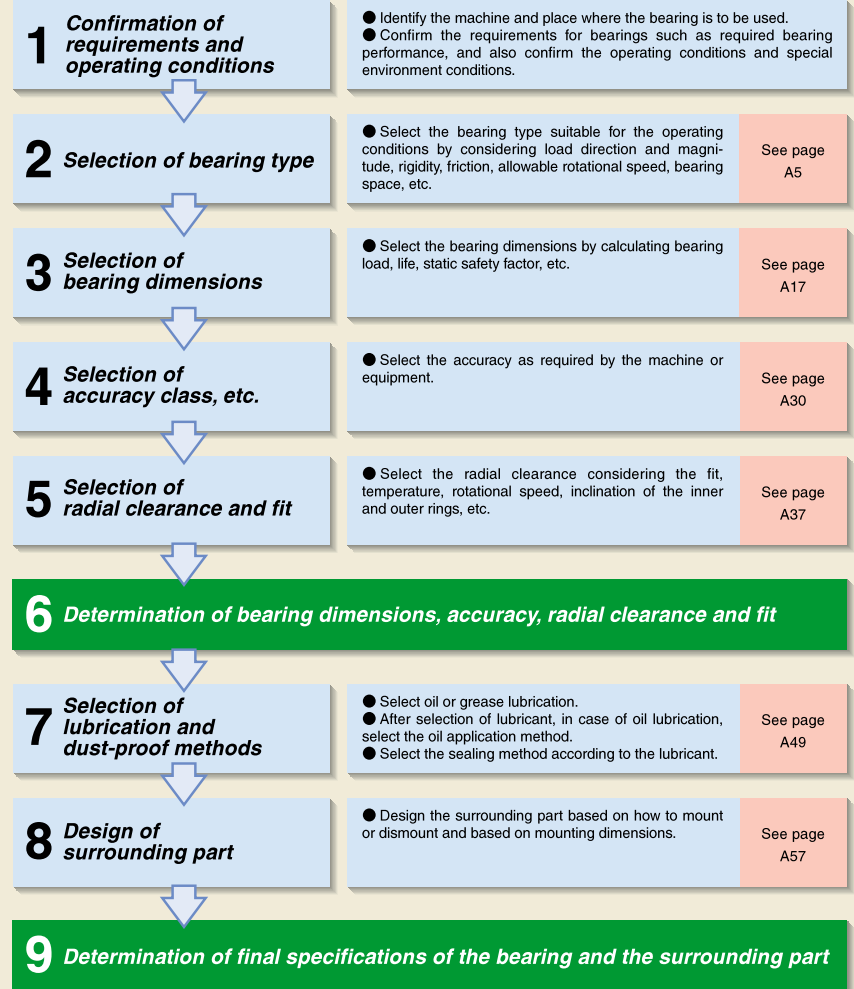 1
Confirmation of
requirements and
operating conditions
● Identify the machine and place where the bearing is to be used.
● Confirm the requirements for bearings such as required bearing
performance, and also confirm the operating conditions and special
environment conditions.
2
Selection of bearing type
● Select the bearing type suitable for the operating
conditions by considering load direction and magni-
tude, rigidity, friction, allowable rotational speed, bearing
space, etc.
See page
A5
3
Selection of
bearing dimensions
● Select the bearing dimensions by calculating bearing
load, life, static safety factor, etc.
See page
A17
4
Selection of
accuracy class, etc.
● Select the accuracy as required by the machine or
equipment.
See page
A30
5
Selection of
radial clearance and fit
● Select the radial clearance considering the fit,
temperature, rotational speed, inclination of the inner
and outer rings, etc.
See page
A37
6 Determination of bearing dimensions, accuracy, radial clearance and fit
7
Selection of
lubrication and
dust-proof methods
● Select oil or grease lubrication.
● After selection of lubricant, in case of oil lubrication,
select the oil application method.
● Select the sealing method according to the lubricant.
See page
A49
8
Design of
surrounding part
● Design the surrounding part based on how to mount
or dismount and based on mounting dimensions.
See page
A57
9 Determination of final specifications of the bearing and the surrounding part